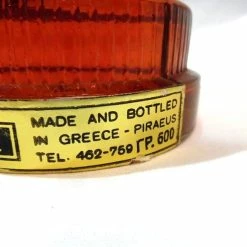 MADE AND BOTTLED
IN GREECE - PIRAEUS
TEL. 462-759 ΓΡ. 600